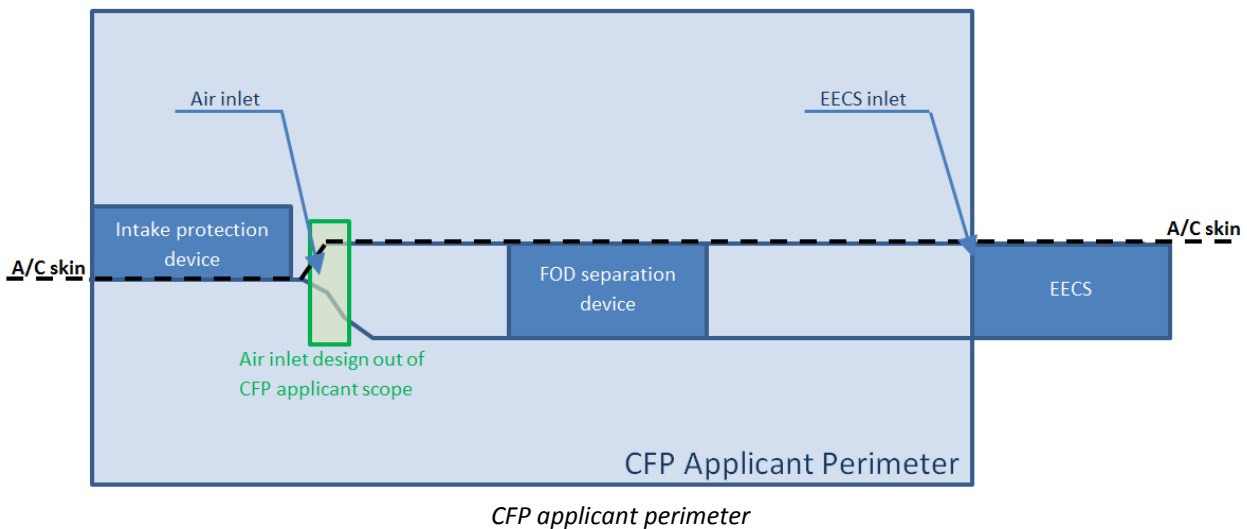 Air inlet
EECS inlet
Intake protection
device
A/C skin
A/C skin
FOD separation
device
EECS
Air inlet design out of
CFP applicant scope
CFP Applicant Perimeter
CFP applicant perimeter